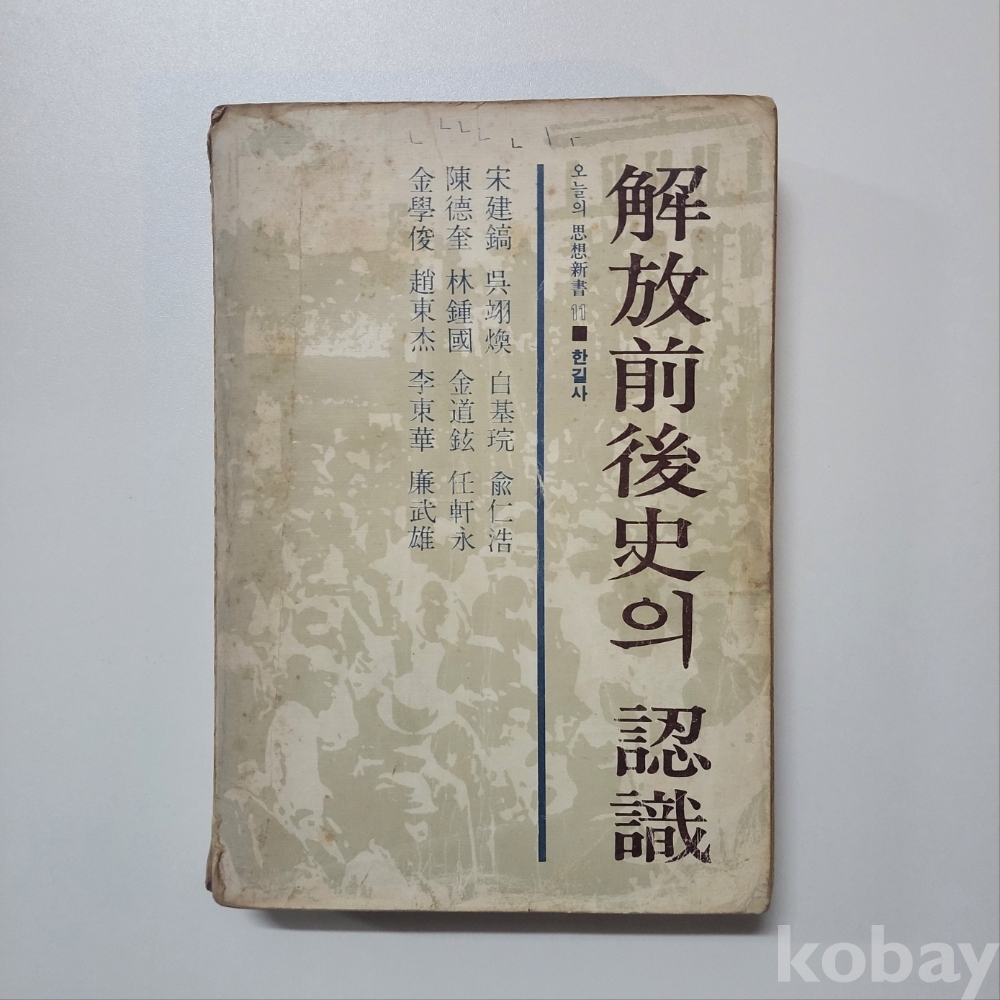 解放前後史의 認識
오늘의 思想新書 11 ■ 한길사
宋建鎬 吳翊煥 白基琓 兪仁浩
陳德奎 林鍾國 金道鉉 任軒永
金學俊 趙東杰 李東華 廉武雄
kobay